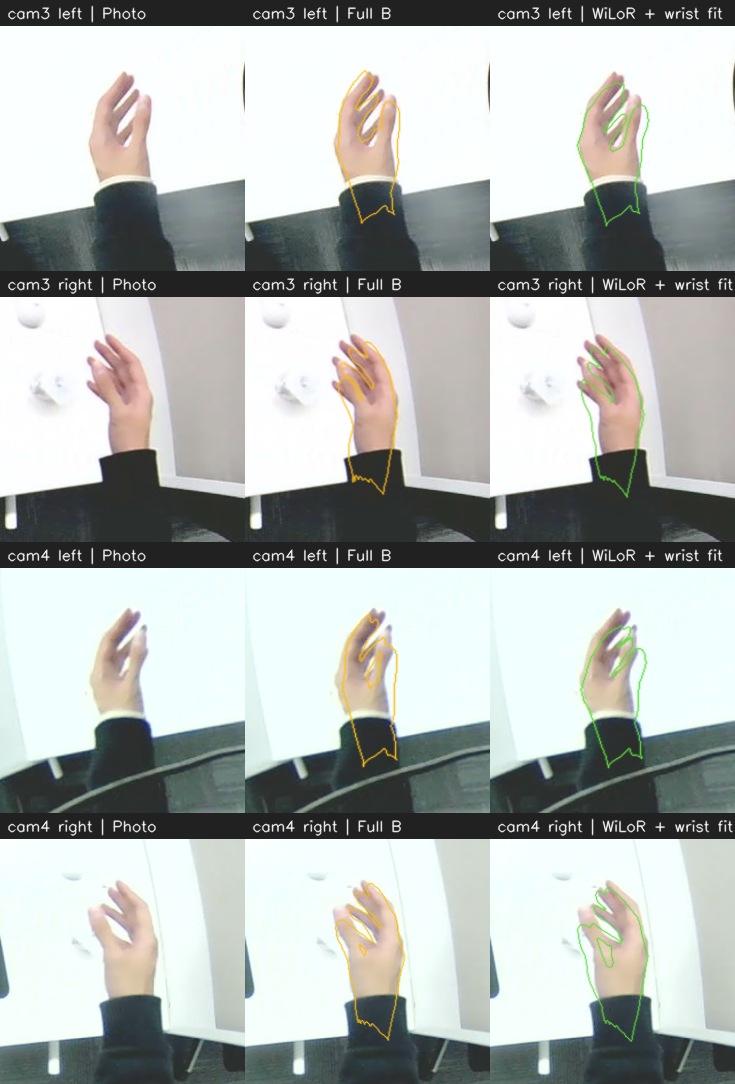 cam3 left | Photo
cam3 left | Full B
cam3 left | WiLoR + wrist fit
cam3 right | Photo
cam3 right | Full B
cam3 right | WiLoR + wrist fit
cam4 left | Photo
cam4 left | Full B
cam4 left | WiLoR + wrist fit
cam4 right | Photo
cam4 right | Full B
cam4 right | WiLoR + wrist fit